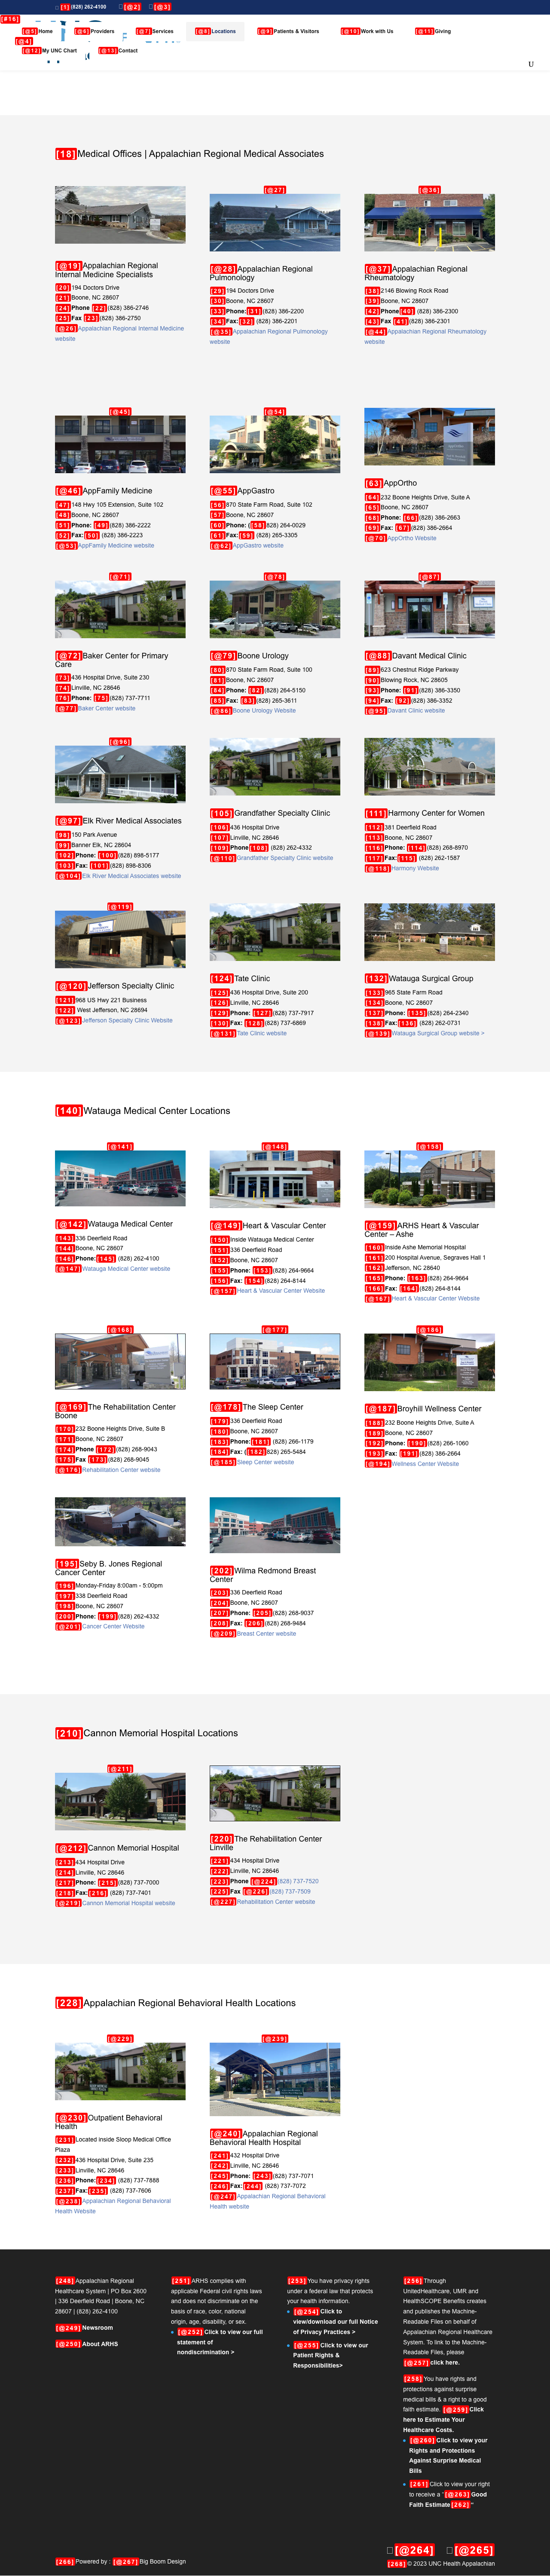 [1] (828) 262-4100 [@2] [@3]
[#16]
[@5] Home [@6] Providers [@7] Services [@8] Locations [@9] Patients & Visitors [@10] Work with Us [@11] Giving
[@4]
[@12] My UNC Chart [@13] Contact
U
[18] Medical Offices | Appalachian Regional Medical Associates
[@19] Appalachian Regional
Internal Medicine Specialists
[20] 194 Doctors Drive
[21] Boone, NC 28607
[24] Phone [22] (828) 386-2746
[25] Fax [23] (828) 386-2750
[@26] Appalachian Regional Internal Medicine
website
[@27]
[@28] Appalachian Regional
Pulmonology
[29] 194 Doctors Drive
[30] Boone, NC 28607
[33] Phone: [31] (828) 386-2200
[34] Fax: [32] (828) 386-2201
[@35] Appalachian Regional Pulmonology
website
[@36]
[@37] Appalachian Regional
Rheumatology
[38] 2146 Blowing Rock Road
[39] Boone, NC 28607
[42] Phone [40] (828) 386-2300
[43] Fax [41] (828) 386-2301
[@44] Appalachian Regional Rheumatology
website
[@45]
[@46] AppFamily Medicine
[47] 148 Hwy 105 Extension, Suite 102
[48] Boone, NC 28607
[51] Phone: [49] (828) 386-2222
[52] Fax: [50] (828) 386-2223
[@53] AppFamily Medicine website
[@54]
[@55] AppGastro
[56] 870 State Farm Road, Suite 102
[57] Boone, NC 28607
[60] Phone: ([58] 828) 264-0029
[61] Fax: [59] (828) 265-3305
[@62] AppGastro website
[63] AppOrtho
[64] 232 Boone Heights Drive, Suite A
[65] Boone, NC 28607
[68] Phone: [66] (828) 386-2663
[69] Fax: [67] (828) 386-2664
[@70] AppOrtho Website
[@71]
[@72] Baker Center for Primary
Care
[73] 436 Hospital Drive, Suite 230
[74] Linville, NC 28646
[76] Phone: [75] (828) 737-7711
[@77] Baker Center website
[@78]
[@79] Boone Urology
[80] 870 State Farm Road, Suite 100
[81] Boone, NC 28607
[84] Phone: [82] (828) 264-5150
[85] Fax: [83] (828) 265-3611
[@86] Boone Urology Website
[@87]
[@88] Davant Medical Clinic
[89] 623 Chestnut Ridge Parkway
[90] Blowing Rock, NC 28605
[93] Phone: [91] (828) 386-3350
[94] Fax: [92] (828) 386-3352
[@95] Davant Clinic website
[@96]
[@97] Elk River Medical Associates
[98] 150 Park Avenue
[99] Banner Elk, NC 28604
[102] Phone: [100] (828) 898-5177
[103] Fax: [101] (828) 898-8306
[@104] Elk River Medical Associates website
[105] Grandfather Specialty Clinic
[106] 436 Hospital Drive
[107] Linville, NC 28646
[109] Phone [108] (828) 262-4332
[@110] Grandfather Specialty Clinic website
[111] Harmony Center for Women
[112] 381 Deerfield Road
[113] Boone, NC 28607
[116] Phone: [114] (828) 268-8970
[117] Fax: [115] (828) 262-1587
[@118] Harmony Website
[@119]
[@120] Jefferson Specialty Clinic
[121] 968 US Hwy 221 Business
[122] West Jefferson, NC 28694
[@123] Jefferson Specialty Clinic Website
[124] Tate Clinic
[125] 436 Hospital Drive, Suite 200
[126] Linville, NC 28646
[129] Phone: [127] (828) 737-7917
[130] Fax: [128] (828) 737-6869
[@131] Tate Clinic website
[132] Watauga Surgical Group
[133] 965 State Farm Road
[134] Boone, NC 28607
[137] Phone: [135] (828) 264-2340
[138] Fax: [136] (828) 262-0731
[@139] Watauga Surgical Group website >
[140] Watauga Medical Center Locations
[@141]
[@142] Watauga Medical Center
[143] 336 Deerfield Road
[144] Boone, NC 28607
[146] Phone: [145] (828) 262-4100
[@147] Watauga Medical Center website
[@148]
[@149] Heart & Vascular Center
[150] Inside Watauga Medical Center
[151] 336 Deerfield Road
[152] Boone, NC 28607
[155] Phone: [153] (828) 264-9664
[156] Fax: [154] (828) 264-8144
[@157] Heart & Vascular Center Website
[@158]
[@159] ARHS Heart & Vascular
Center – Ashe
[160] Inside Ashe Memorial Hospital
[161] 200 Hospital Avenue, Segraves Hall 1
[162] Jefferson, NC 28640
[165] Phone: [163] (828) 264-9664
[166] Fax: [164] (828) 264-8144
[@167] Heart & Vascular Center Website
[@168]
[@169] The Rehabilitation Center
Boone
[170] 232 Boone Heights Drive, Suite B
[171] Boone, NC 28607
[174] Phone [172] (828) 268-9043
[175] Fax [173] (828) 268-9045
[@176] Rehabilitation Center website
[@177]
[@178] The Sleep Center
[179] 336 Deerfield Road
[180] Boone, NC 28607
[183] Phone: [181] (828) 266-1179
[184] Fax: ([182] 828) 265-5484
[@185] Sleep Center website
[@186]
[@187] Broyhill Wellness Center
[188] 232 Boone Heights Drive, Suite A
[189] Boone, NC 28607
[192] Phone: [190] (828) 266-1060
[193] Fax: [191] (828) 386-2664
[@194] Wellness Center Website
[195] Seby B. Jones Regional
Cancer Center
[196] Monday-Friday 8:00am - 5:00pm
[197] 338 Deerfield Road
[198] Boone, NC 28607
[200] Phone: [199] (828) 262-4332
[@201] Cancer Center Website
[202] Wilma Redmond Breast
Center
[203] 336 Deerfield Road
[204] Boone, NC 28607
[207] Phone: [205] (828) 268-9037
[208] Fax: [206] (828) 268-9484
[@209] Breast Center website
[210] Cannon Memorial Hospital Locations
[@211]
[@212] Cannon Memorial Hospital
[213] 434 Hospital Drive
[214] Linville, NC 28646
[217] Phone: [215] (828) 737-7000
[218] Fax: [216] (828) 737-7401
[@219] Cannon Memorial Hospital website
[220] The Rehabilitation Center
Linville
[221] 434 Hospital Drive
[222] Linville, NC 28646
[223] Phone [@224] (828) 737-7520
[225] Fax [@226] (828) 737-7509
[@227] Rehabilitation Center website
[228] Appalachian Regional Behavioral Health Locations
[@229]
[@230] Outpatient Behavioral
Health
[231] Located inside Sloop Medical Office
Plaza
[232] 436 Hospital Drive, Suite 235
[233] Linville, NC 28646
[236] Phone: [234] (828) 737-7888
[237] Fax: [235] (828) 737-7606
[@238] Appalachian Regional Behavioral
Health Website
[@239]
[@240] Appalachian Regional
Behavioral Health Hospital
[241] 432 Hospital Drive
[242] Linville, NC 28646
[245] Phone: [243] (828) 737-7071
[246] Fax: [244] (828) 737-7072
[@247] Appalachian Regional Behavioral
Health website
[248] Appalachian Regional
Healthcare System | PO Box 2600
| 336 Deerfield Road | Boone, NC
28607 | (828) 262-4100
[@249] Newsroom
[@250] About ARHS
[251] ARHS complies with
applicable Federal civil rights laws
and does not discriminate on the
basis of race, color, national
origin, age, disability, or sex.
[@252] Click to view our full
statement of
nondiscrimination >
[253] You have privacy rights
under a federal law that protects
your health information.
[@254] Click to
view/download our full Notice
of Privacy Practices >
[@255] Click to view our
Patient Rights &
Responsibilities>
[256] Through
UnitedHealthcare, UMR and
HealthSCOPE Benefits creates
and publishes the Machine-
Readable Files on behalf of
Appalachian Regional Healthcare
System. To link to the Machine-
Readable Files, please
[@257] click here.
[258] You have rights and
protections against surprise
medical bills & a right to a good
faith estimate. [@259] Click
here to Estimate Your
Healthcare Costs.
[@260] Click to view your
Rights and Protections
Against Surprise Medical
Bills
[261] Click to view your right
to receive a "[@263] Good
Faith Estimate [262] "
[@264] [@265]
[266] Powered by : [@267] Big Boom Design
[268] © 2023 UNC Health Appalachian